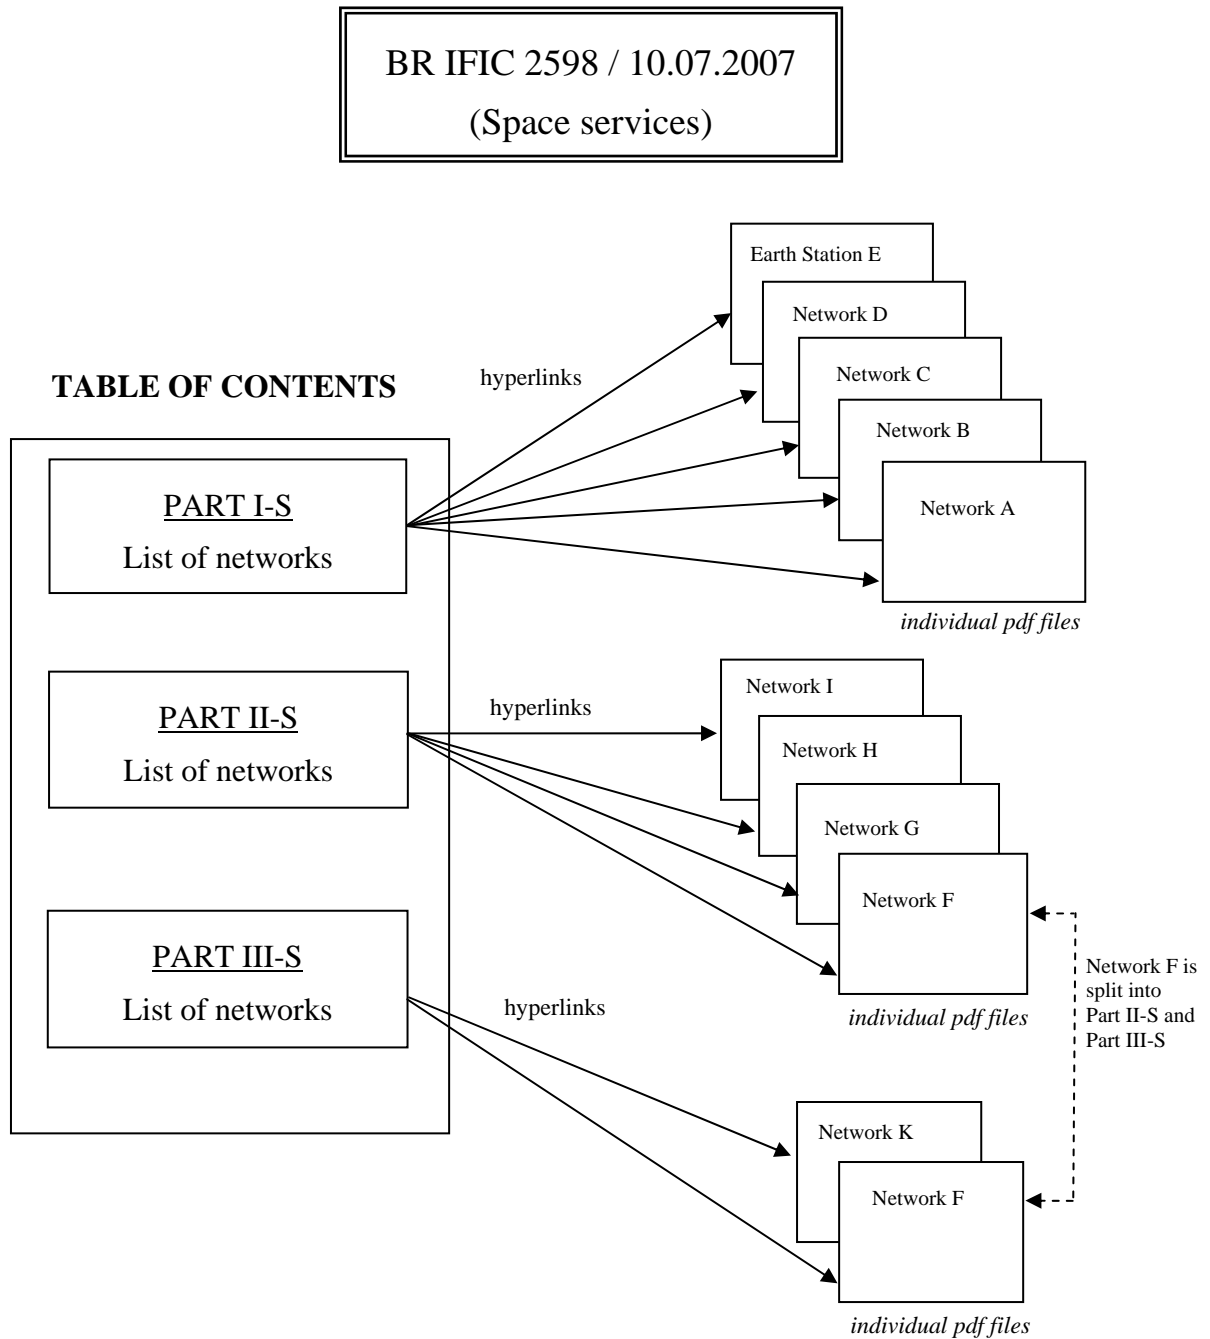 BR IFIC 2598 / 10.07.2007
(Space services)
TABLE OF CONTENTS
PART I-S
List of networks
hyperlinks
Earth Station E
Network D
Network C
Network B
Network A
individual pdf files
PART II-S
List of networks
hyperlinks
Network I
Network H
Network G
Network F
individual pdf files
Network F is
split into
Part II-S and
Part III-S
PART III-S
List of networks
hyperlinks
Network K
Network F
individual pdf files